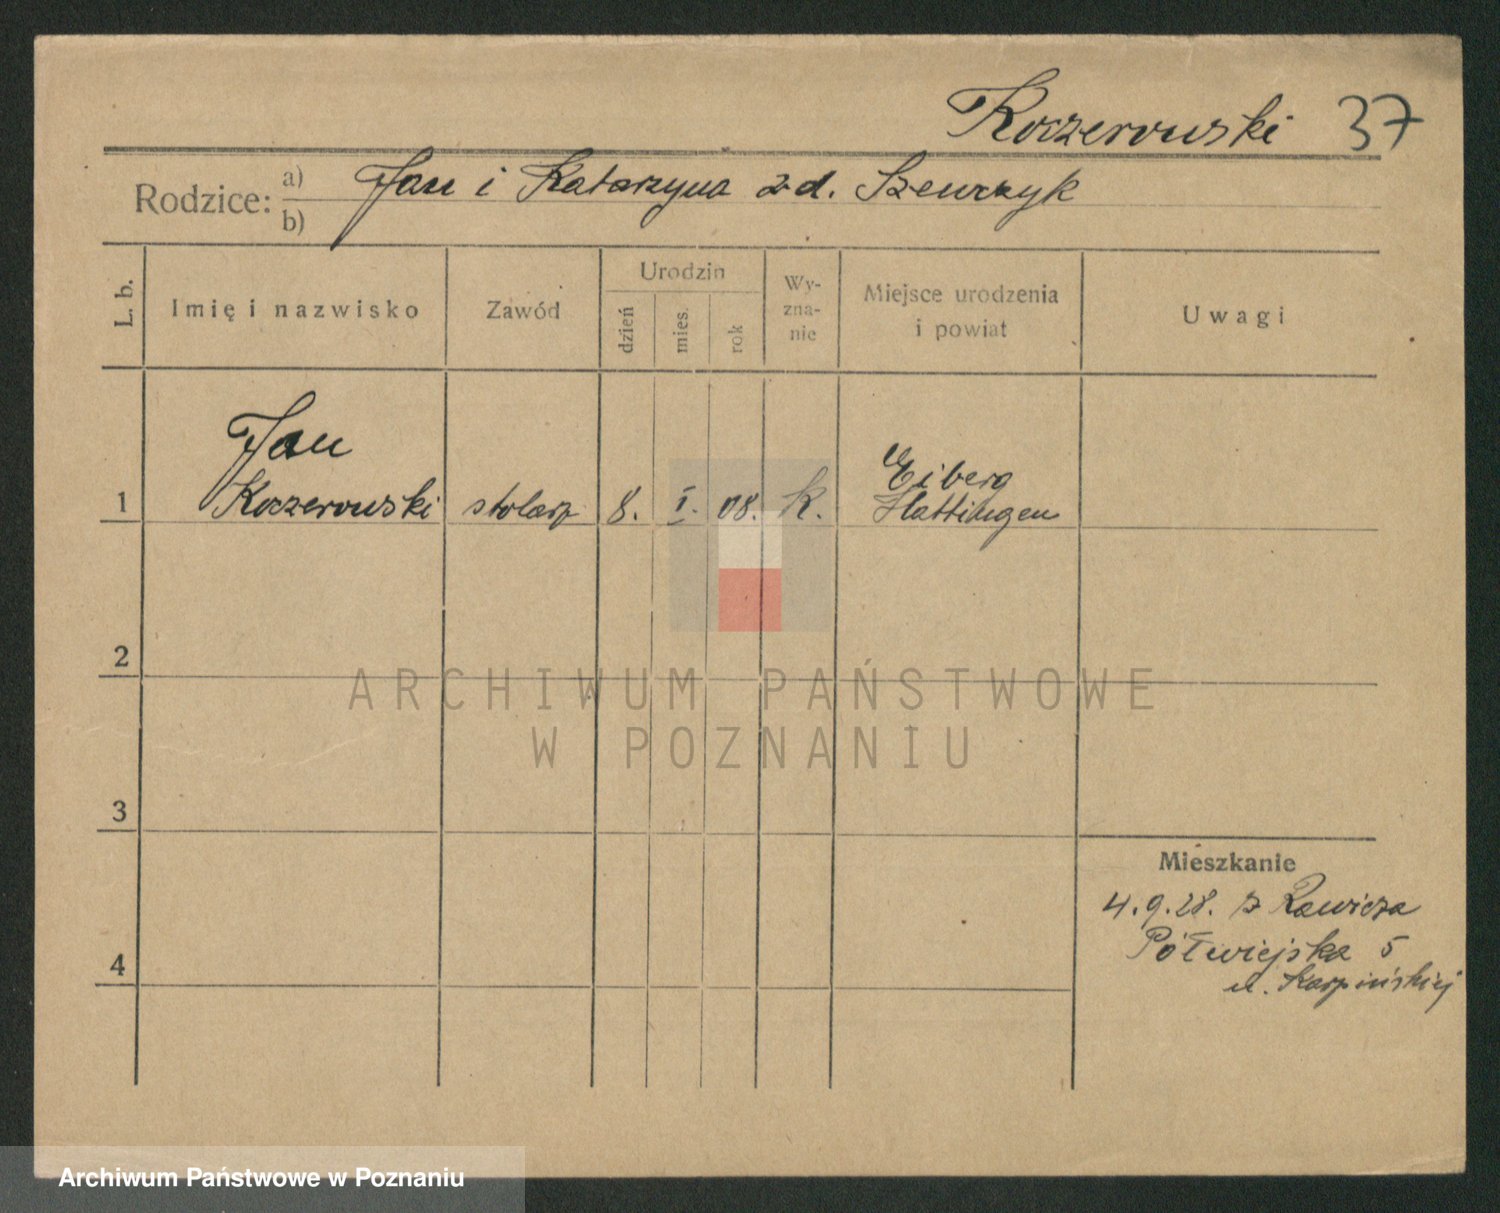 Koczerowski 37
Rodzice: a) Jan i Katarzyna zd. Szewczyk
b)
L. b.
Imię i nazwisko
Zawód
Urodzin
dzień
mies.
rok
Wy-
zna-
nie
Miejsce urodzenia
i powiat
Uwagi
1
Jan
Koczerowski
stolarz
8.
I.
08.
K.
Eiberg
Hattingen
2
ARCHIWUM PAŃSTWOWE
W POZNANIU
3
Mieszkanie
4.9.28. z Rawicza
Półwiejska 5
u. Karpińskiej
4
Archiwum Państwowe w Poznaniu